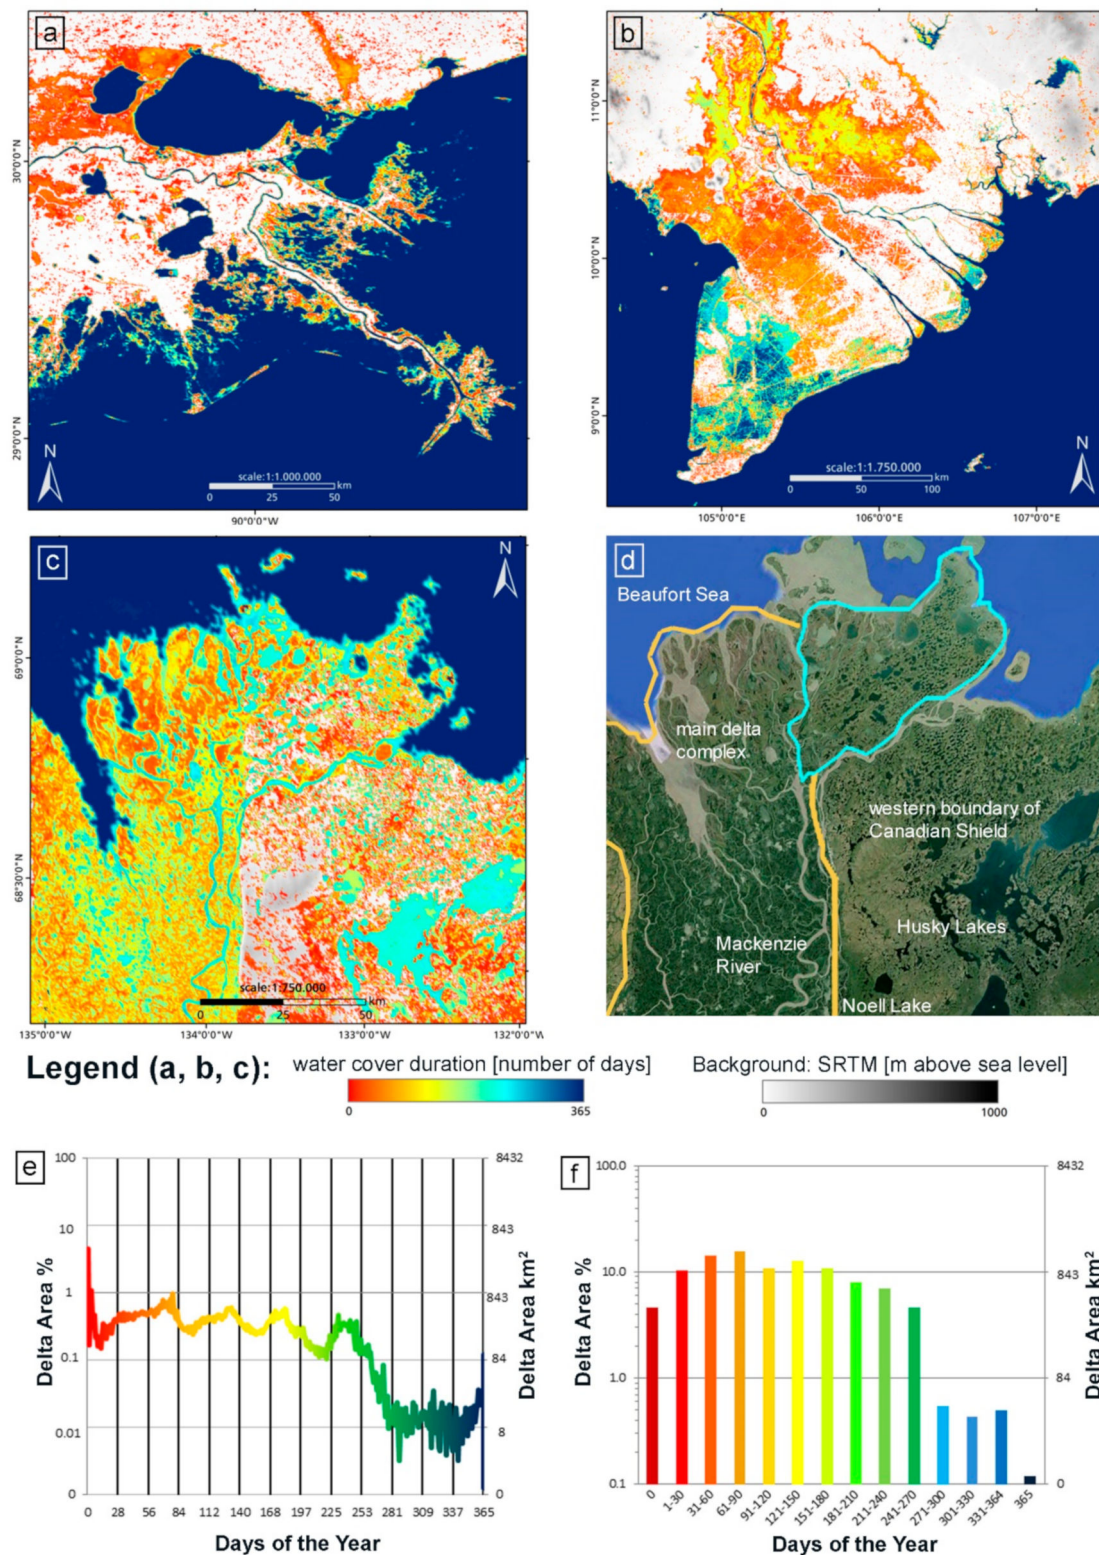 a
30°0'0"N
29°0'0"N
N
scale:1:1.000.000
km
0 25 50
90°0'0"W
b
11°0'0"N
10°0'0"N
9°0'0"N
scale:1:1.750.000
km
0 50 100
N
105°0'0"E 106°0'0"E 107°0'0"E
c
N
69°0'N
68°30'0"N
scale:1:750.000
km
0 25 50
135°0'0"W 134°0'0"W 133°0'0"W 132°0'0"W
d
Beaufort Sea
main delta
complex
western boundary of
Canadian Shield
Husky Lakes
Mackenzie
River
Noell Lake
Legend (a, b, c):
water cover duration [number of days]
0 365
Background: SRTM [m above sea level]
0 1000
e
Delta Area %
100
10
1
0.1
0.01
0
8432
843
843
84
8
0
Delta Area km²
0 28 56 84 112 140 168 197 225 253 281 309 337 365
Days of the Year
f
Delta Area %
100.0
10.0
1.0
0.1
8432
843
84
0
Delta Area km²
0 1-30 31-60 61-90 91-120 121-150 151-180 181-210 211-240 241-270 271-300 301-330 331-364 365
Days of the Year